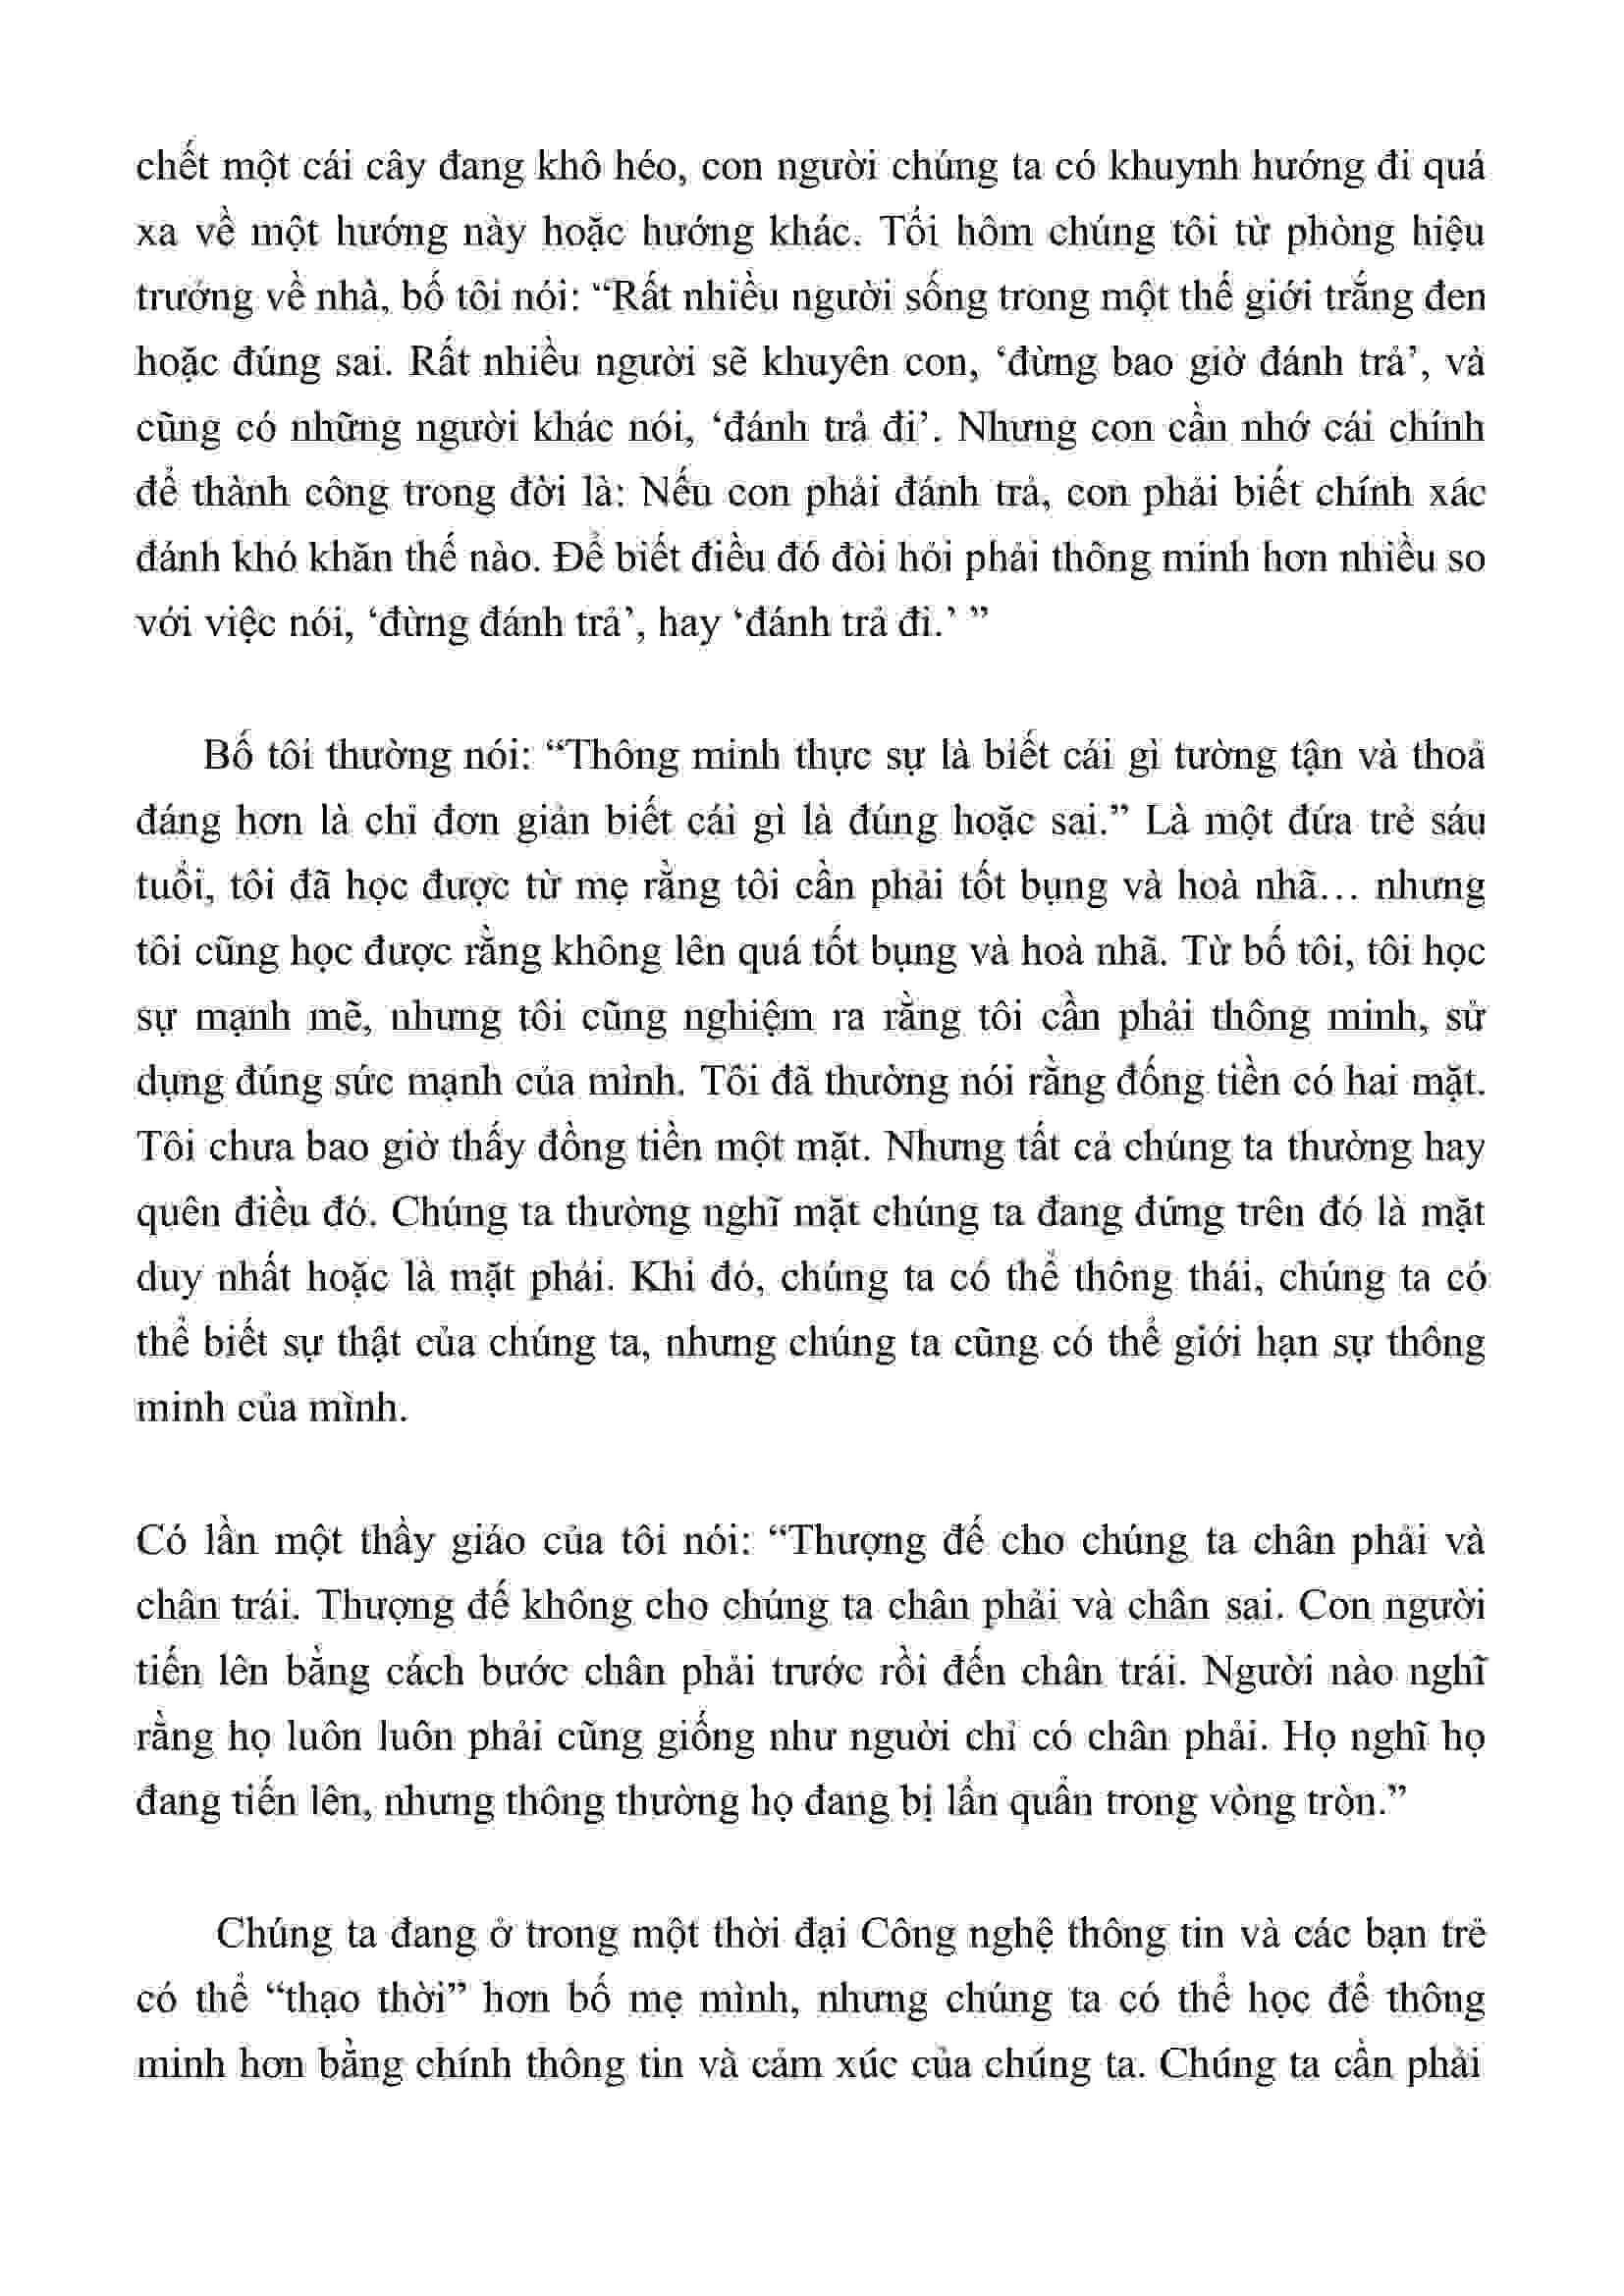 chết một cái cây đang khô héo, con người chúng ta có khuynh hướng đi quá
xa về một hướng này hoặc hướng khác. Tối hôm chúng tôi từ phòng hiệu
trưởng về nhà, bố tôi nói: “Rất nhiều người sống trong một thế giới trắng đen
hoặc đúng sai. Rất nhiều người sẽ khuyên con, ‘đừng bao giờ đánh trả’, và
cũng có những người khác nói, ‘đánh trả đi’. Nhưng con cần nhớ cái chính
để thành công trong đời là: Nếu con phải đánh trả, con phải biết chính xác
đánh khó khăn thế nào. Để biết điều đó đòi hỏi phải thông minh hơn nhiều so
với việc nói, ‘đừng đánh trả’, hay ‘đánh trả đi.’ ”
Bố tôi thường nói: “Thông minh thực sự là biết cái gì tường tận và thoả
đáng hơn là chỉ đơn giản biết cái gì là đúng hoặc sai.” Là một đứa trẻ sáu
tuổi, tôi đã học được từ mẹ rằng tôi cần phải tốt bụng và hoà nhã... nhưng
tôi cũng học được rằng không lên quá tốt bụng và hoà nhã. Từ bố tôi, tôi học
sự mạnh mẽ, nhưng tôi cũng nghiệm ra rằng tôi cần phải thông minh, sử
dụng đúng sức mạnh của mình. Tôi đã thường nói rằng đống tiền có hai mặt.
Tôi chưa bao giờ thấy đồng tiền một mặt. Nhưng tất cả chúng ta thường hay
quên điều đó. Chúng ta thường nghĩ mặt chúng ta đang đứng trên đó là mặt
duy nhất hoặc là mặt phải. Khi đó, chúng ta có thể thông thái, chúng ta có
thể biết sự thật của chúng ta, nhưng chúng ta cũng có thể giới hạn sự thông
minh của mình.
Có lần một thầy giáo của tôi nói: “Thượng đế cho chúng ta chân phải và
chân trái. Thượng đế không cho chúng ta chân phải và chân sai. Con người
tiến lên bằng cách bước chân phải trước rồi đến chân trái. Người nào nghĩ
rằng họ luôn luôn phải cũng giống như nguời chỉ có chân phải. Họ nghĩ họ
đang tiến lên, nhưng thông thường họ đang bị lẩn quẩn trong vòng tròn.”
Chúng ta đang ở trong một thời đại Công nghệ thông tin và các bạn trẻ
có thể “thạo thời” hơn bố mẹ mình, nhưng chúng ta có thể học để thông
minh hơn bằng chính thông tin và cảm xúc của chúng ta. Chúng ta cần phải